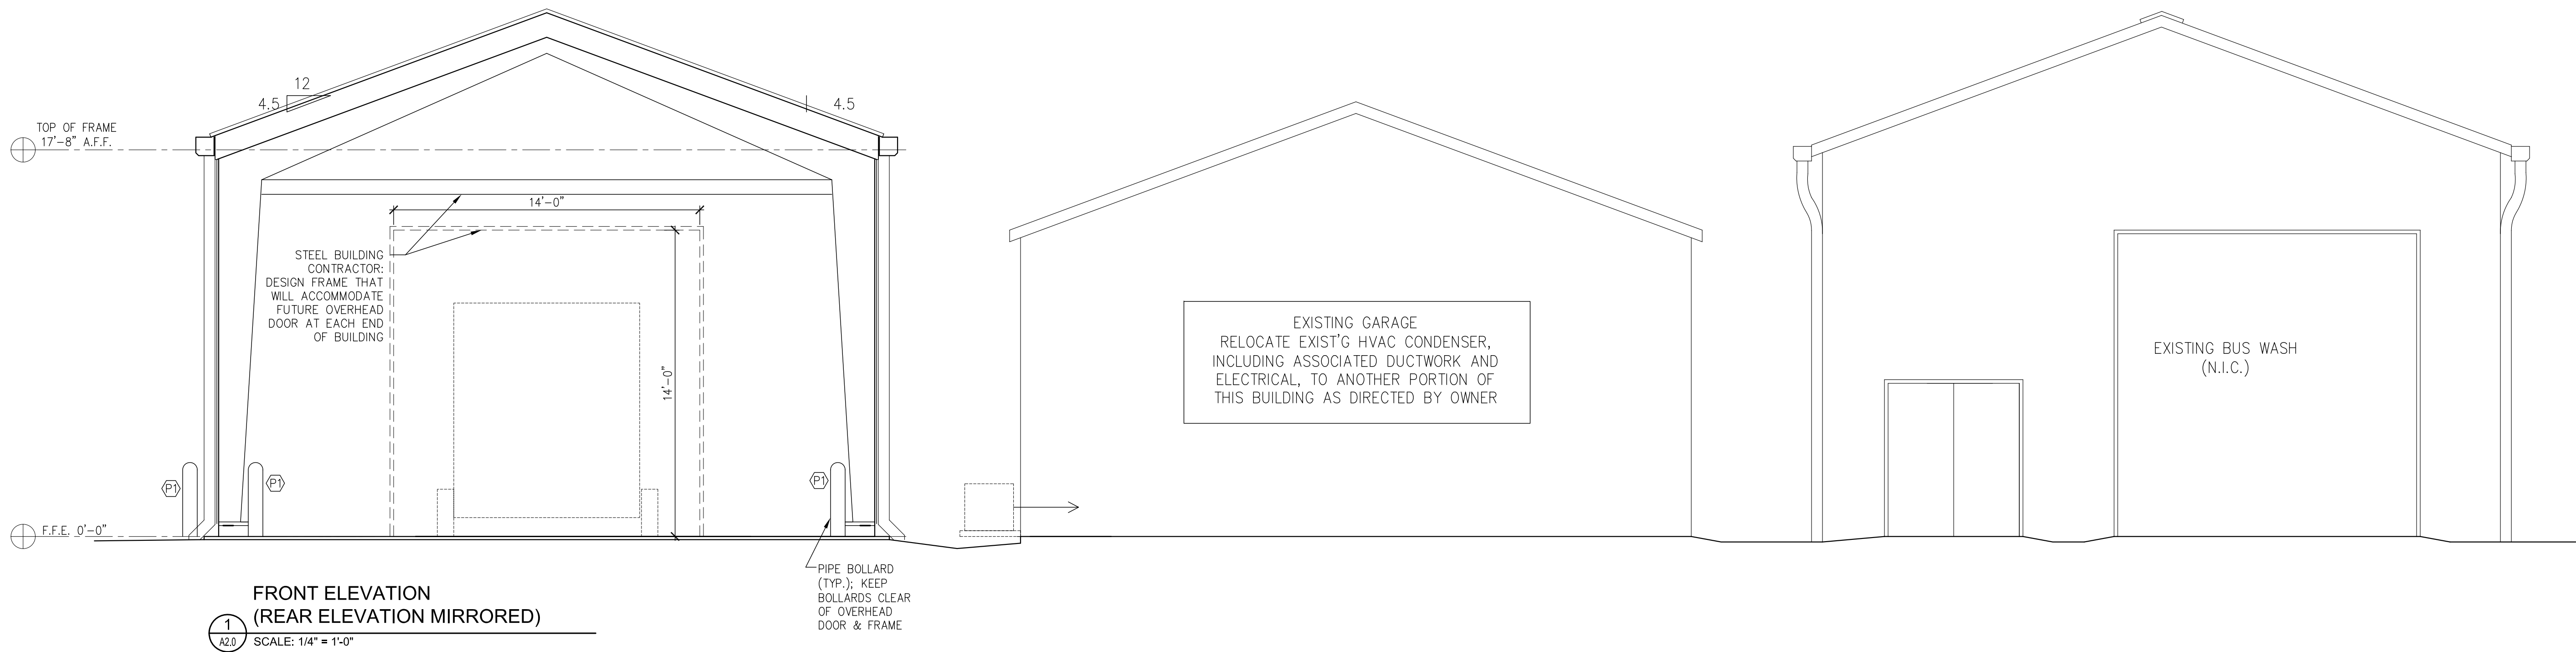 12
4.5
4.5
TOP OF FRAME
17'-8" A.F.F.
14'-0"
STEEL BUILDING
CONTRACTOR:
DESIGN FRAME THAT
WILL ACCOMMODATE
FUTURE OVERHEAD
DOOR AT EACH END
OF BUILDING
14'-0"
P1
P1
P1
F.F.E. 0'-0"
PIPE BOLLARD
(TYP.); KEEP
BOLLARDS CLEAR
OF OVERHEAD
DOOR & FRAME
EXISTING GARAGE
RELOCATE EXIST'G HVAC CONDENSER,
INCLUDING ASSOCIATED DUCTWORK AND
ELECTRICAL, TO ANOTHER PORTION OF
THIS BUILDING AS DIRECTED BY OWNER
EXISTING BUS WASH
(N.I.C.)
FRONT ELEVATION
(REAR ELEVATION MIRRORED)
1
A2.0
SCALE: 1/4" = 1'-0"